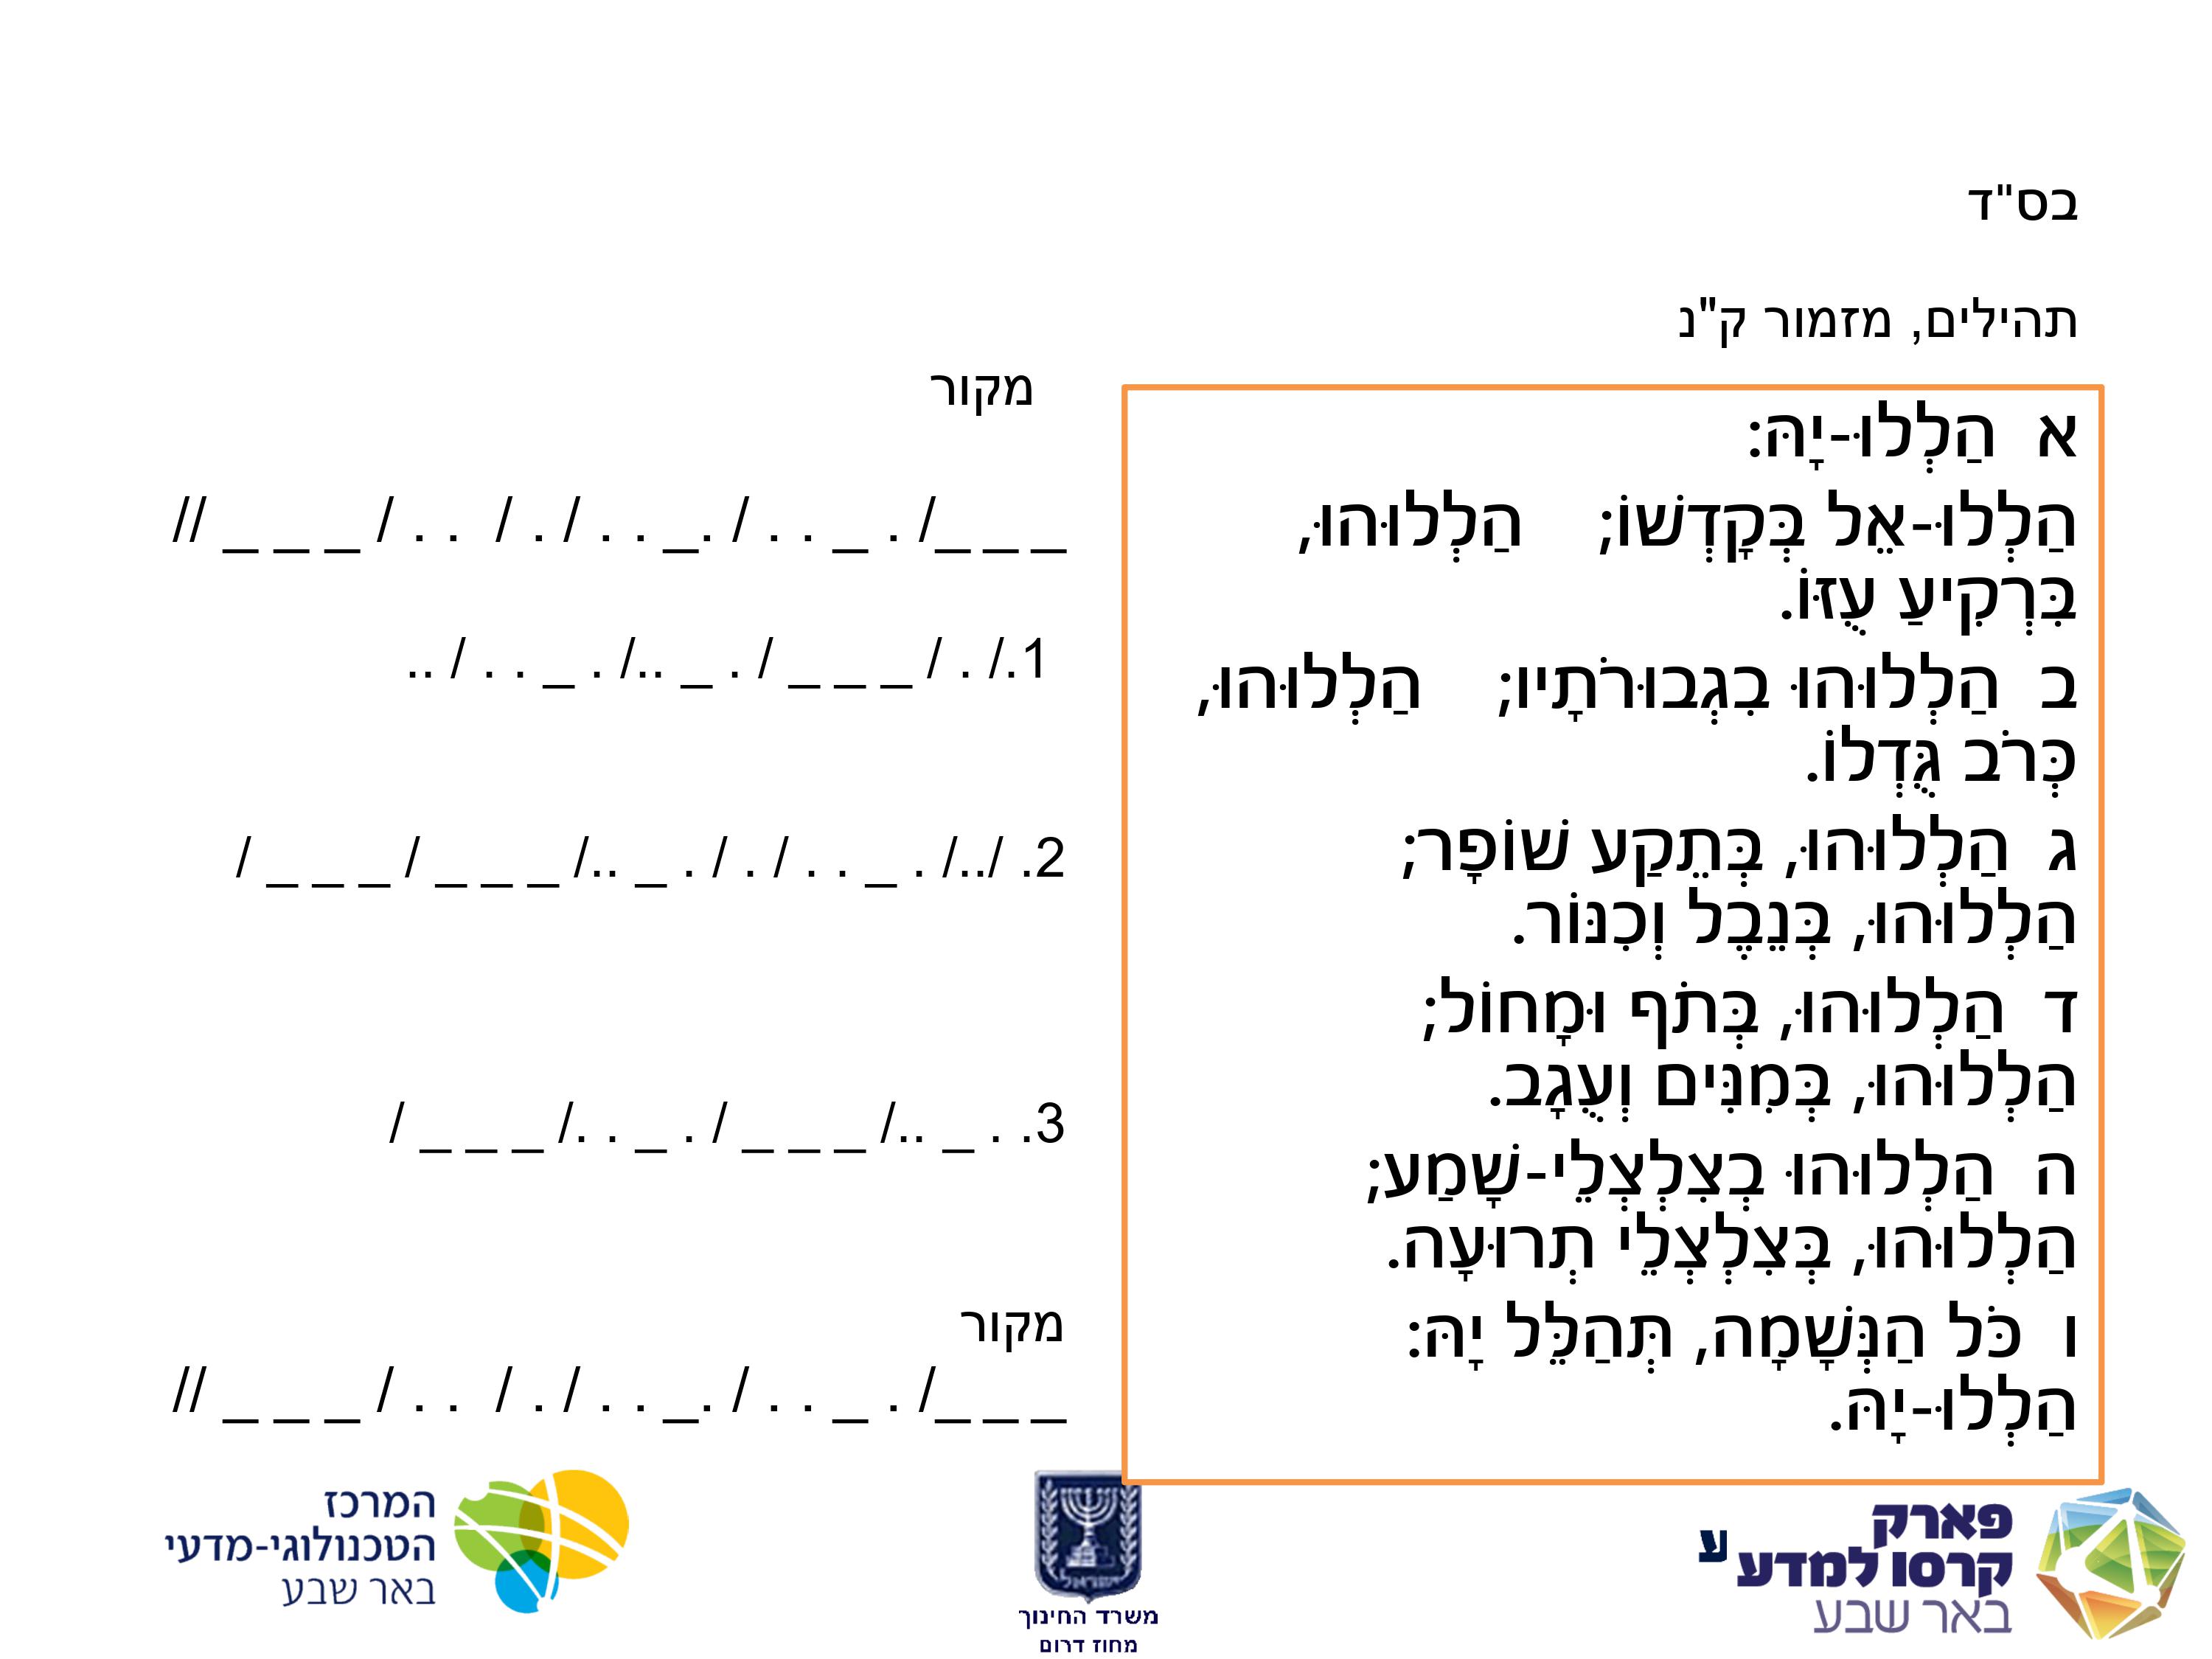 בס"ד
תהילים, מזמור ק"נ
א  הַלְלוּ-יָהּ:
הַלְלוּ-אֵל בְּקָדְשׁוֹ;    הַלְלוּהוּ,
בִּרְקִיעַ עֻזּוֹ.
ב  הַלְלוּהוּ בִגְבוּרֹתָיו;    הַלְלוּהוּ,
כְּרֹב גֻּדְלוֹ.
ג  הַלְלוּהוּ, בְּתֵקַע שׁוֹפָר;
הַלְלוּהוּ, בְּנֵבֶל וְכִנּוֹר.
ד  הַלְלוּהוּ, בְּתֹף וּמָחוֹל;
הַלְלוּהוּ, בְּמִנִּים וְעֻגָב.
ה  הַלְלוּהוּ בְצִלְצְלֵי-שָׁמַע;
הַלְלוּהוּ, בְּצִלְצְלֵי תְרוּעָה.
ו  כֹּל הַנְּשָׁמָה, תְּהַלֵּל יָהּ:
הַלְלוּ-יָהּ.
מקור
// _ _ _ / . .  / . / . . _. / . . _ . /_ _ _
.. / . . _ . /.. _ . / _ _ _ / . /.1
/ _ _ _ / _ _ _ /.. _ . / . / . . _ . /../ .2
/ _ _ _ /. . _ . / _ _ _ /.. _ . .3
מקור
// _ _ _ / . .  / . / . . _. / . . _ . /_ _ _
המרכז
הטכנולוגי-מדעי
באר שבע
ישראל
משרד החינוך
מחוז דרום
פארק
קרסו למדע
ע
באר שבע